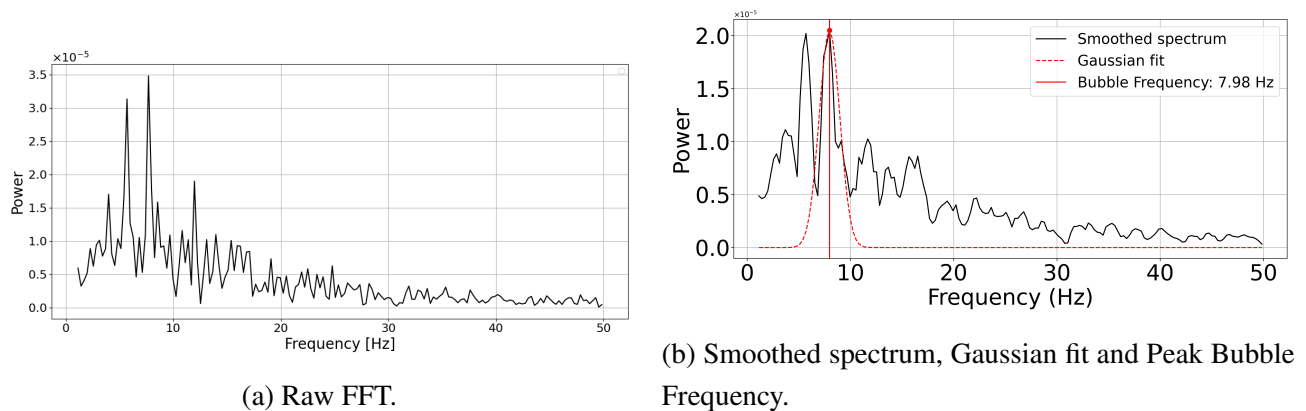 ×10⁻⁵
3.5
3.0
2.5
2.0
1.5
1.0
0.5
0.0
Power
0 10 20 30 40 50
Frequency [Hz]
(a) Raw FFT.
×10⁻⁵
2.0
1.5
1.0
0.5
0.0
Power
Smoothed spectrum
Gaussian fit
Bubble Frequency: 7.98 Hz
0 10 20 30 40 50
Frequency (Hz)
(b) Smoothed spectrum, Gaussian fit and Peak Bubble
Frequency.